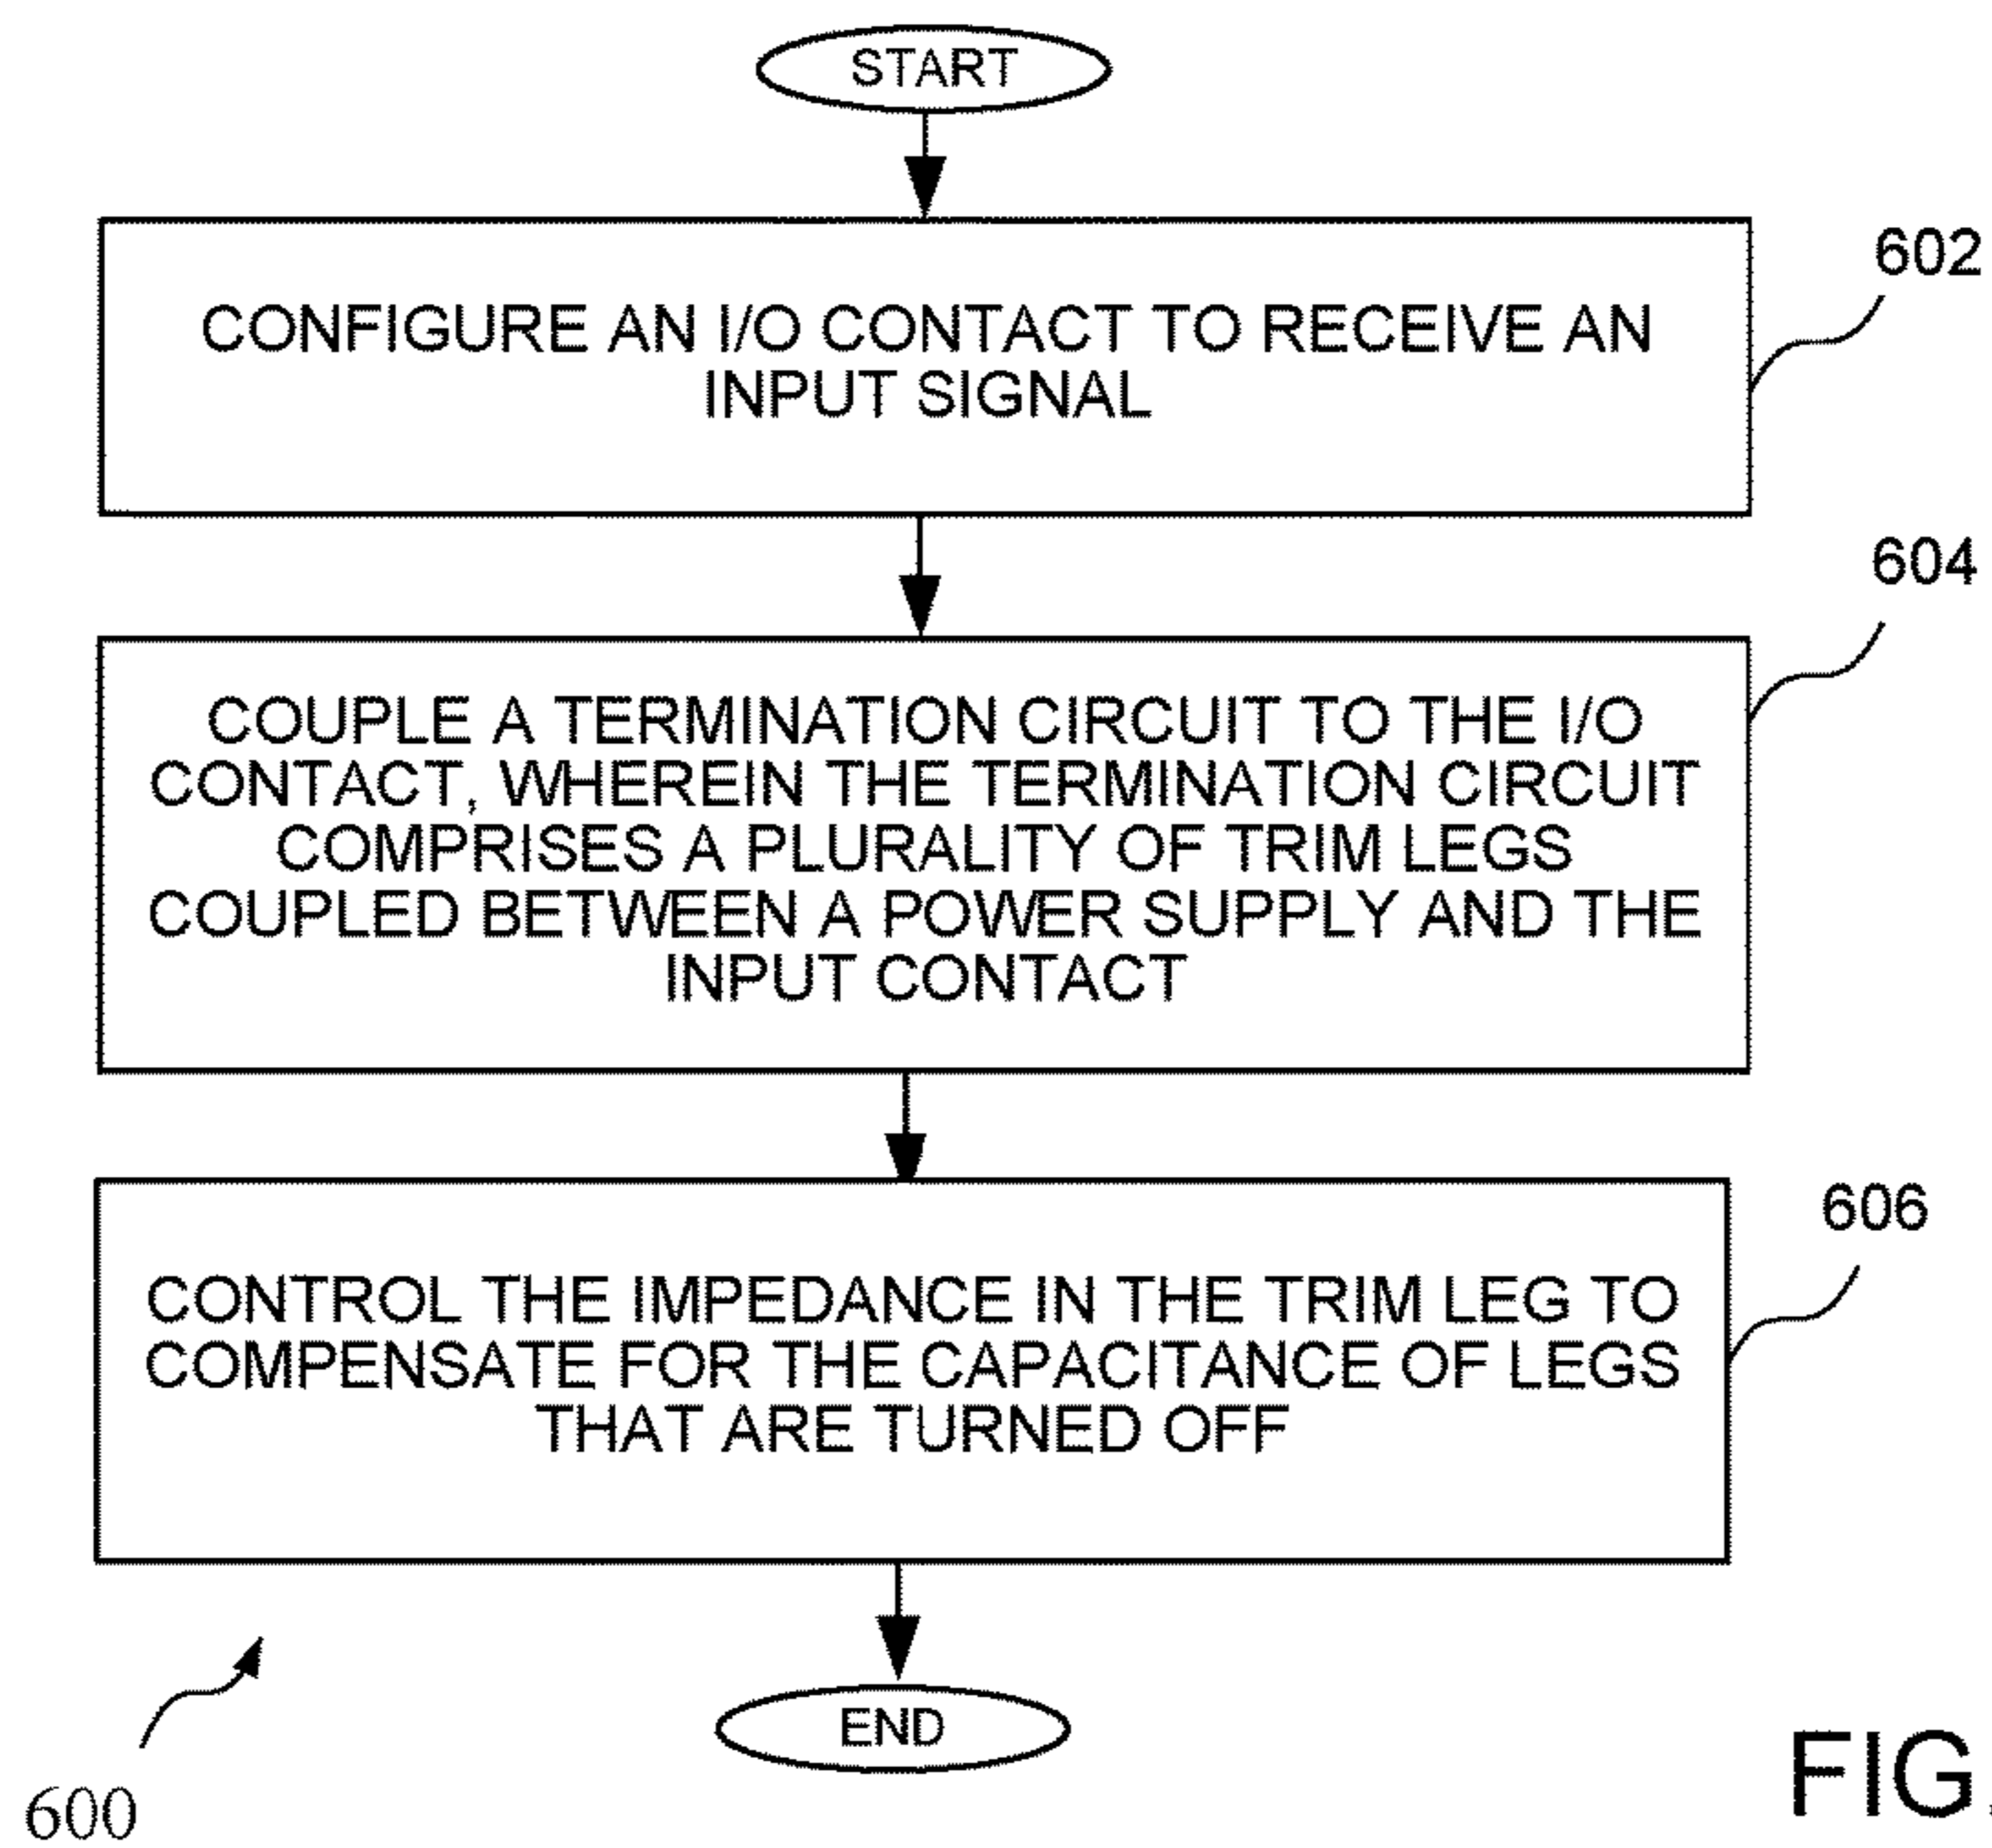 START
602
CONFIGURE AN I/O CONTACT TO RECEIVE AN
INPUT SIGNAL
604
COUPLE A TERMINATION CIRCUIT TO THE I/O
CONTACT, WHEREIN THE TERMINATION CIRCUIT
COMPRISES A PLURALITY OF TRIM LEGS
COUPLED BETWEEN A POWER SUPPLY AND THE
INPUT CONTACT
606
CONTROL THE IMPEDANCE IN THE TRIM LEG TO
COMPENSATE FOR THE CAPACITANCE OF LEGS
THAT ARE TURNED OFF
END
600
FIG.